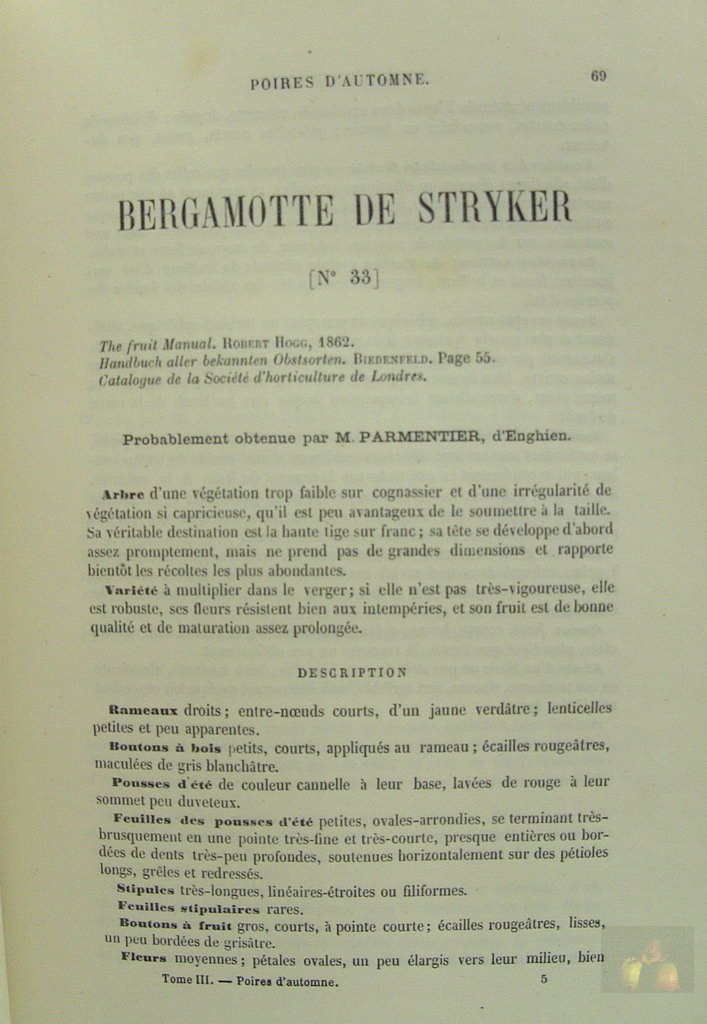 POIRES D'AUTOMNE. 69
BERGAMOTTE DE STRYKER
[N° 33]
The fruit Manual. ROBERT HOGG, 1862.
Handbuch aller bekannten Obstsorten. BIEDENFELD. Page 55.
Catalogue de la Société d'horticulture de Londres.
Probablement obtenue par M. PARMENTIER, d'Enghien.
Arbre d'une végétation trop faible sur cognassier et d'une irrégularité de
végétation si capricieuse, qu'il est peu avantageux de le soumettre à la taille.
Sa véritable destination est la haute tige sur franc; sa tête se développe d'abord
assez promptement, mais ne prend pas de grandes dimensions et rapporte
bientôt les récoltes les plus abondantes.
Variété à multiplier dans le verger; si elle n'est pas très-vigoureuse, elle
est robuste, ses fleurs résistent bien aux intempéries, et son fruit est de bonne
qualité et de maturation assez prolongée.
DESCRIPTION
Rameaux droits; entre-nœuds courts, d'un jaune verdâtre; lenticelles
petites et peu apparentes.
Boutons à bois petits, courts, appliqués au rameau; écailles rougeâtres,
maculées de gris blanchâtre.
Pousses d'été de couleur cannelle à leur base, lavées de rouge à leur
sommet peu duveteux.
Feuilles des pousses d'été petites, ovales-arrondies, se terminant très-
brusquement en une pointe très-fine et très-courte, presque entières ou bor-
dées de dents très-peu profondes, soutenues horizontalement sur des pétioles
longs, grêles et redressés.
Stipules très-longues, linéaires-étroites ou filiformes.
Feuilles stipulaires rares.
Boutons à fruit gros, courts, à pointe courte; écailles rougeâtres, lisses,
un peu bordées de grisâtre.
Fleurs moyennes; pétales ovales, un peu élargis vers leur milieu, bien
Tome III. — Poires d'automne. 5